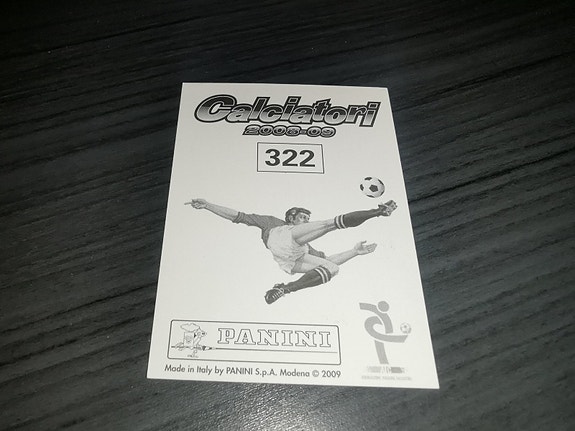 Calciatori
2008-09
322
PANINI
Made in Italy by PANINI S.p.A. Modena © 2009